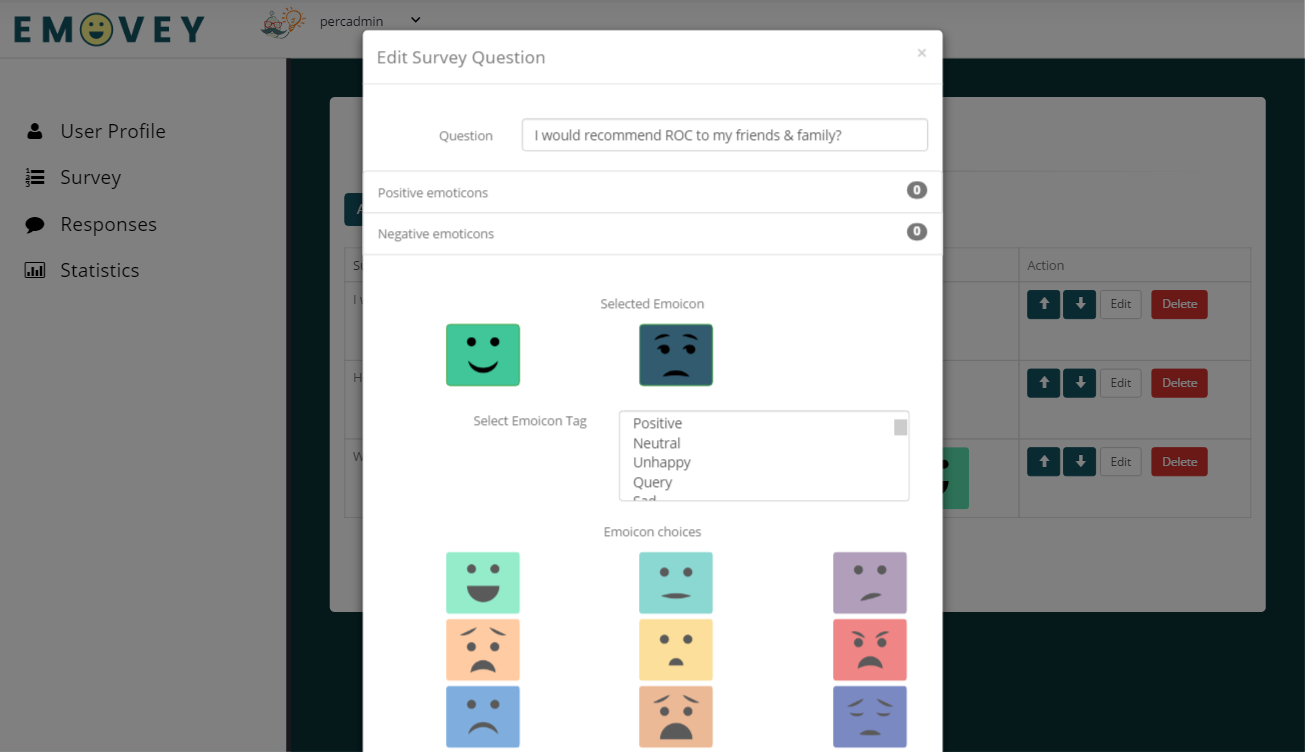 EMOVEY
percadmin
User Profile
Survey
Responses
Statistics
Edit Survey Question
×
Question
I would recommend ROC to my friends & family?
Positive emoticons
0
Negative emoticons
0
Selected Emoicon
Select Emoicon Tag
Positive
Neutral
Unhappy
Query
Sad
Emoicon choices
Action
Edit
Delete
Edit
Delete
Edit
Delete